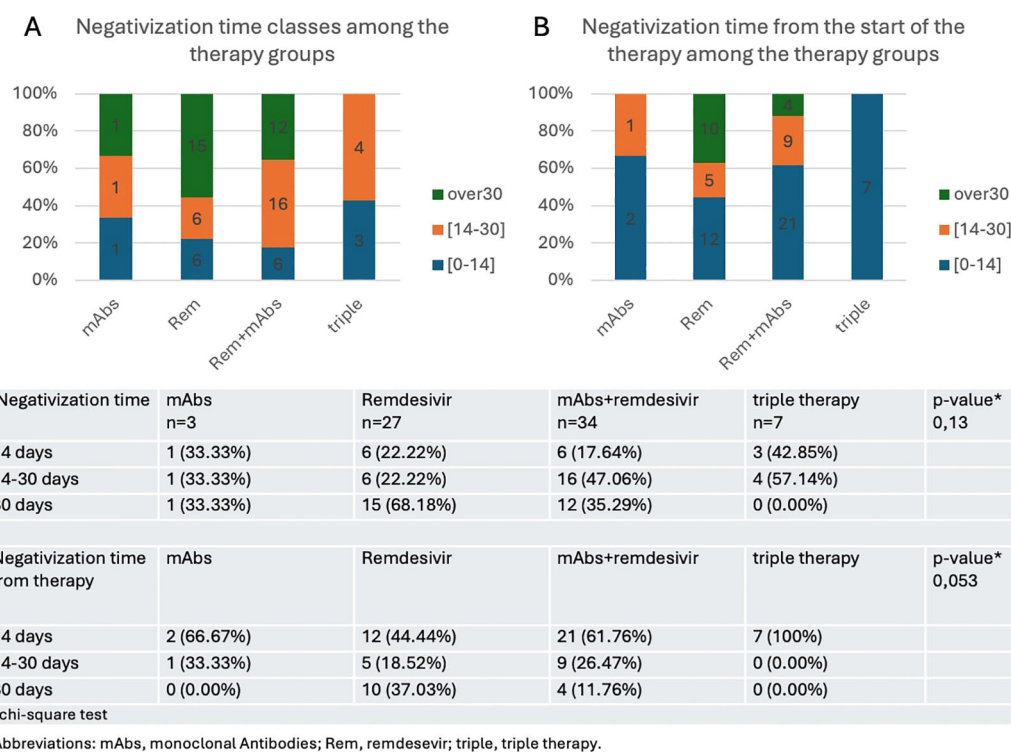 A Negativization time classes among the
therapy groups
100%
80%
60%
40%
20%
0%
1
1
1
15
6
6
12
16
6
4
3
mAbs
Rem
Rem+mAbs
triple
over30
[14-30]
[0-14]
B Negativization time from the start of the
therapy among the therapy groups
100%
80%
60%
40%
20%
0%
1
2
10
5
12
4
9
21
7
mAbs
Rem
Rem+mAbs
triple
over30
[14-30]
[0-14]
Negativization time mAbs Remdesivir mAbs+remdesivir triple therapy p-value*
n=3 n=27 n=34 n=7 0,13
4 days 1 (33.33%) 6 (22.22%) 6 (17.64%) 3 (42.85%)
4-30 days 1 (33.33%) 6 (22.22%) 16 (47.06%) 4 (57.14%)
0 days 1 (33.33%) 15 (68.18%) 12 (35.29%) 0 (0.00%)
Negativization time mAbs Remdesivir mAbs+remdesivir triple therapy p-value*
rom therapy 0,053
4 days 2 (66.67%) 12 (44.44%) 21 (61.76%) 7 (100%)
4-30 days 1 (33.33%) 5 (18.52%) 9 (26.47%) 0 (0.00%)
0 days 0 (0.00%) 10 (37.03%) 4 (11.76%) 0 (0.00%)
chi-square test
Abbreviations: mAbs, monoclonal Antibodies; Rem, remdesevir; triple, triple therapy.